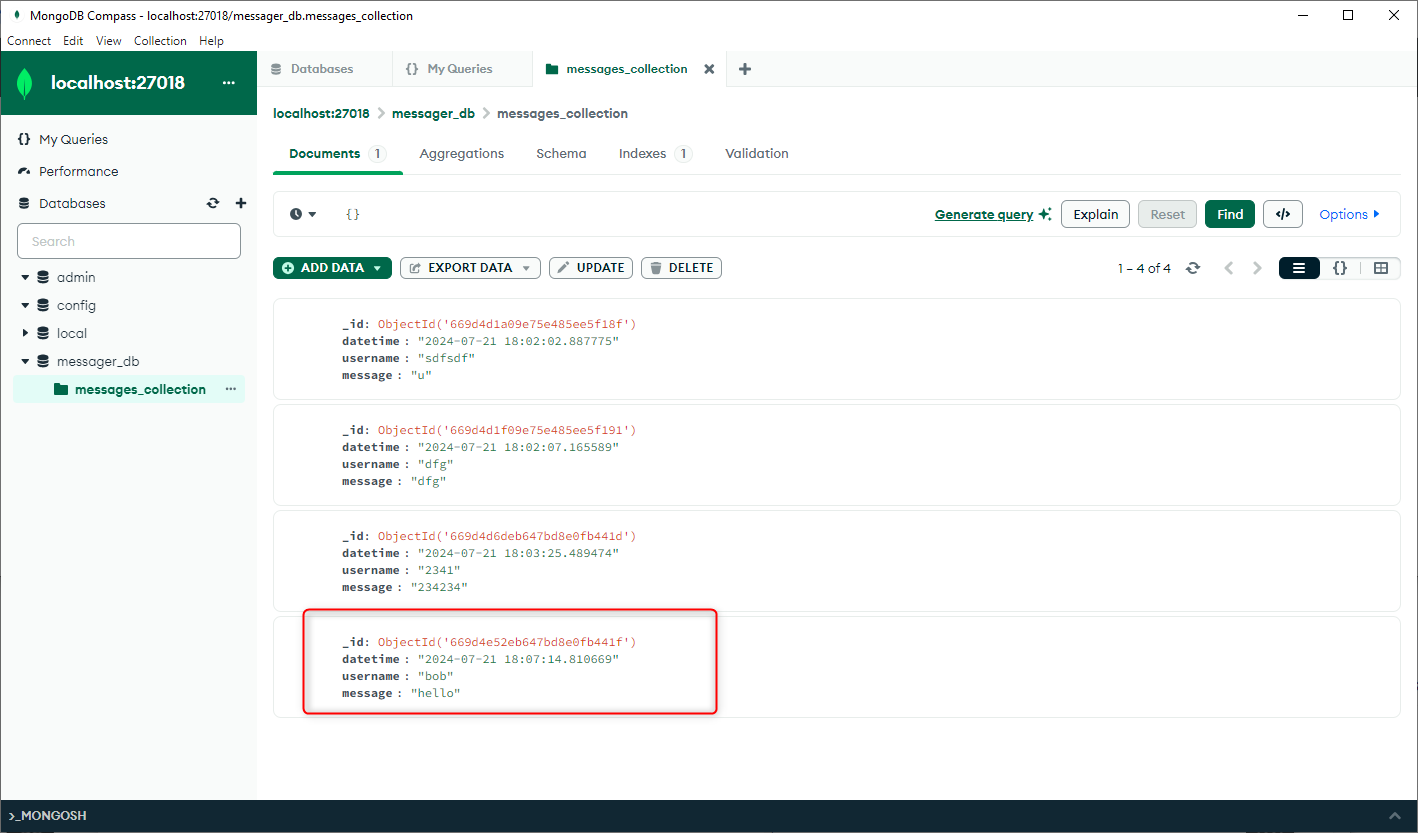 MongoDB Compass - localhost:27018/messager_db.messages_collection
Connect Edit View Collection Help
localhost:27018 ...
Databases {} My Queries messages_collection
localhost:27018 > messager_db > messages_collection
{} My Queries
Performance
Databases
Search
admin
config
local
messager_db
messages_collection ...
Documents 1 Aggregations Schema Indexes 1 Validation
{} Generate query Explain Reset Find </> Options
ADD DATA EXPORT DATA UPDATE DELETE 1 – 4 of 4 {}
_id: ObjectId('669d4d1a09e75e485ee5f18f')
datetime : "2024-07-21 18:02:02.887775"
username : "sdfsdf"
message : "u"
_id: ObjectId('669d4d1f09e75e485ee5f191')
datetime : "2024-07-21 18:02:07.165589"
username : "dfg"
message : "dfg"
_id: ObjectId('669d4d6deb647bd8e0fb441d')
datetime : "2024-07-21 18:03:25.489474"
username : "2341"
message : "234234"
_id: ObjectId('669d4e52eb647bd8e0fb441f')
datetime : "2024-07-21 18:07:14.810669"
username : "bob"
message : "hello"
>_MONGOSH